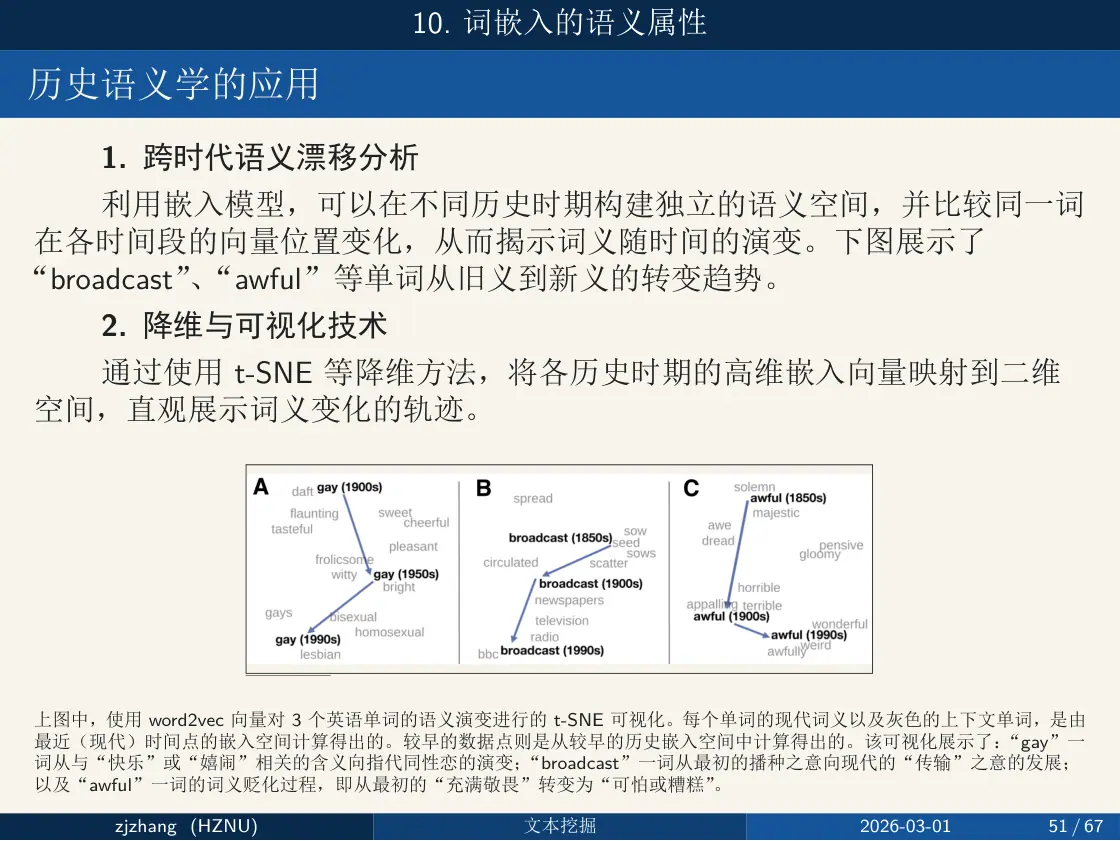 10. 词嵌入的语义属性
历史语义学的应用
1. 跨时代语义漂移分析
利用嵌入模型，可以在不同历史时期构建独立的语义空间，并比较同一词
在各时间段的向量位置变化，从而揭示词义随时间的演变。下图展示了
“broadcast”、“awful” 等单词从旧义到新义的转变趋势。
2. 降维与可视化技术
通过使用 t-SNE 等降维方法，将各历史时期的高维嵌入向量映射到二维
空间，直观展示词义变化的轨迹。
A
daft gay (1900s)
flaunting sweet
tasteful cheerful
pleasant
frolicsome
witty gay (1950s)
bright
gays bisexual
homosexual
gay (1990s)
lesbian
B
spread
broadcast (1850s) sow
seed
circulated scatter sows
broadcast (1900s)
newspapers
television
radio
bbc broadcast (1990s)
C
solemn
awful (1850s)
majestic
awe
dread pensive
gloomy
horrible
appalling terrible
awful (1900s) wonderful
awful (1990s)
awfully weird
上图中，使用 word2vec 向量对 3 个英语单词的语义演变进行的 t-SNE 可视化。每个单词的现代词义以及灰色的上下文单词，是由
最近（现代）时间点的嵌入空间计算得出的。较早的数据点则是从较早的历史嵌入空间中计算得出的。该可视化展示了：“gay” 一
词从与“快乐” 或“嬉闹” 相关的含义向指代同性恋的演变；“broadcast” 一词从最初的播种之意向现代的“传输” 之意的发展；
以及“awful” 一词的词义贬化过程，即从最初的“充满敬畏” 转变为“可怕或糟糕”。
zjzhang (HZNU) 文本挖掘 2026-03-01 51 / 67